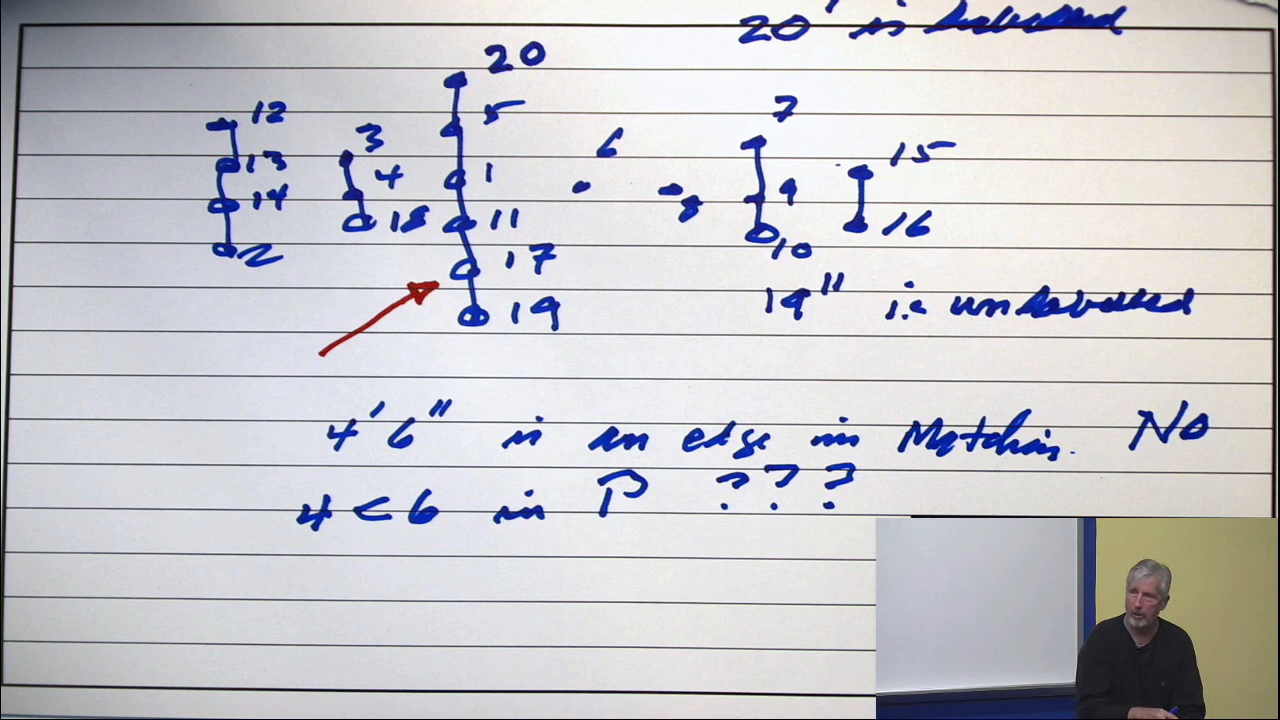 20' is labelled
20
12 3 5 6 7 15
13 4 1 9
14 18 11 8 16
2 17 10
19 19" is unlabelled
4'6" is an edge in Matching. No
4 < 6 in P ???